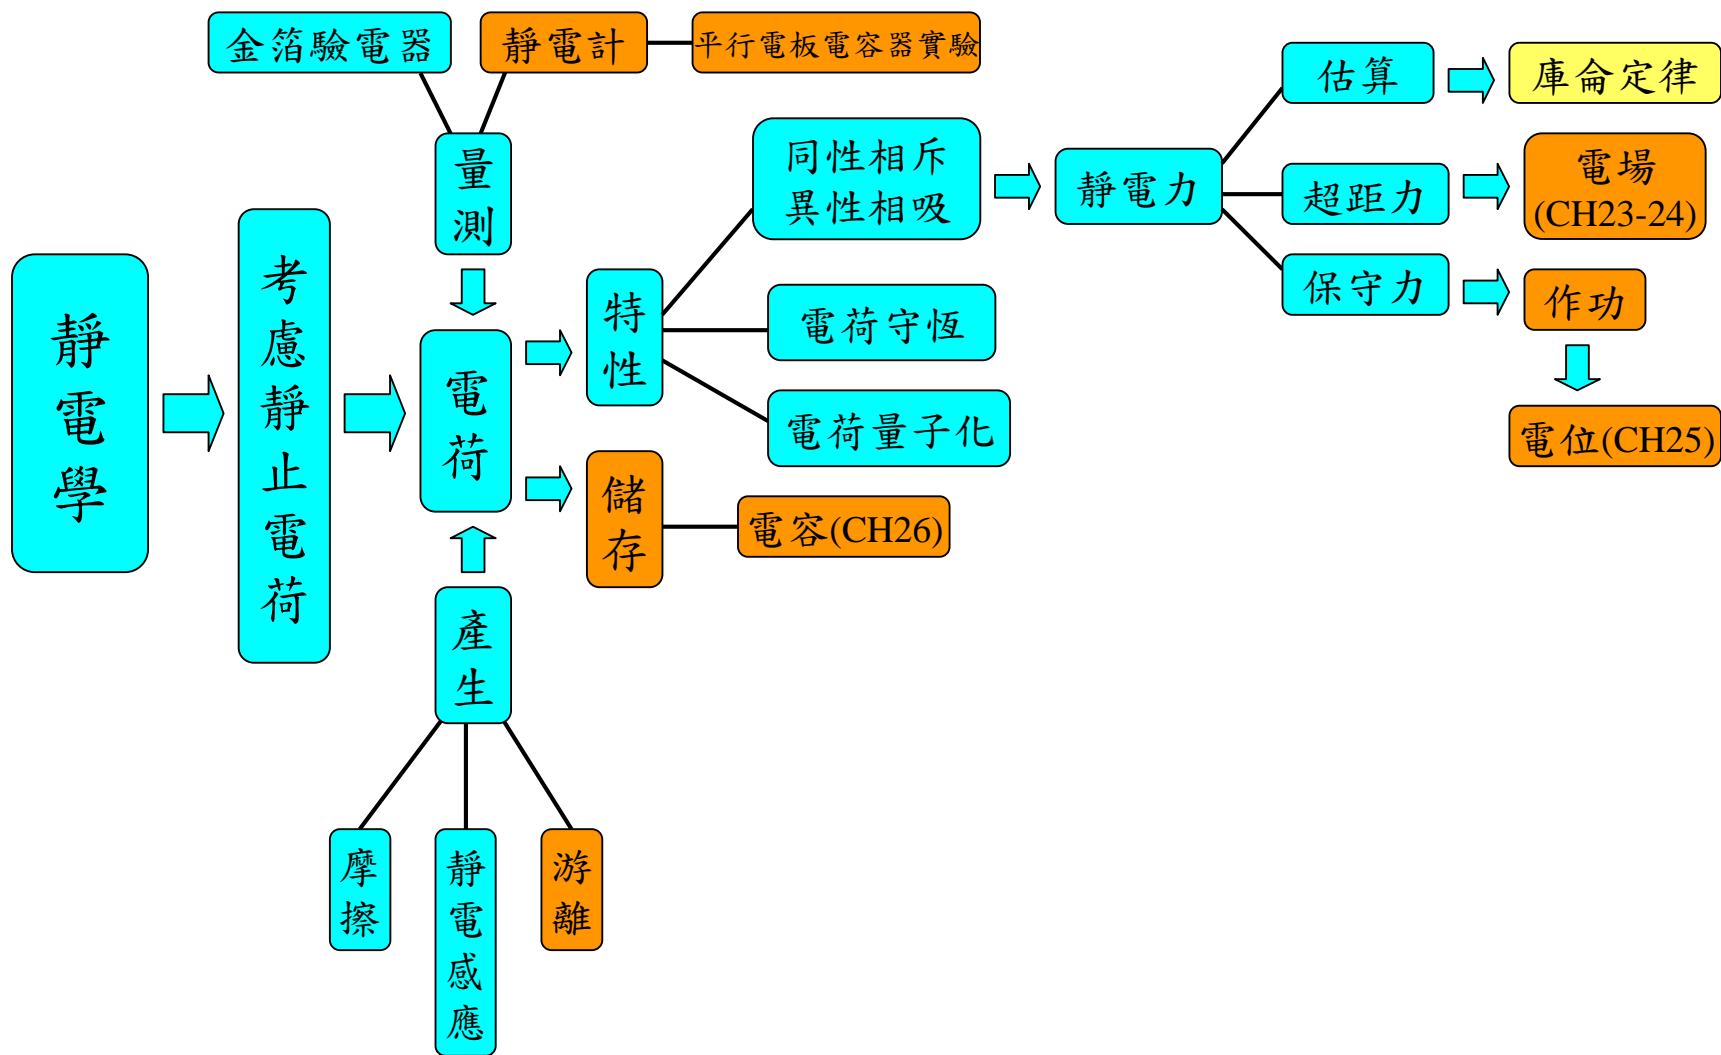 金箔驗電器
靜電計
平行電板電容器實驗
估算
庫侖定律
量測
同性相斥
異性相吸
靜電力
超距力
電場
(CH23-24)
靜電學
考慮靜止電荷
電荷
特性
電荷守恆
保守力
作功
電荷量子化
電位(CH25)
儲存
電容(CH26)
產生
摩擦
靜電感應
游離